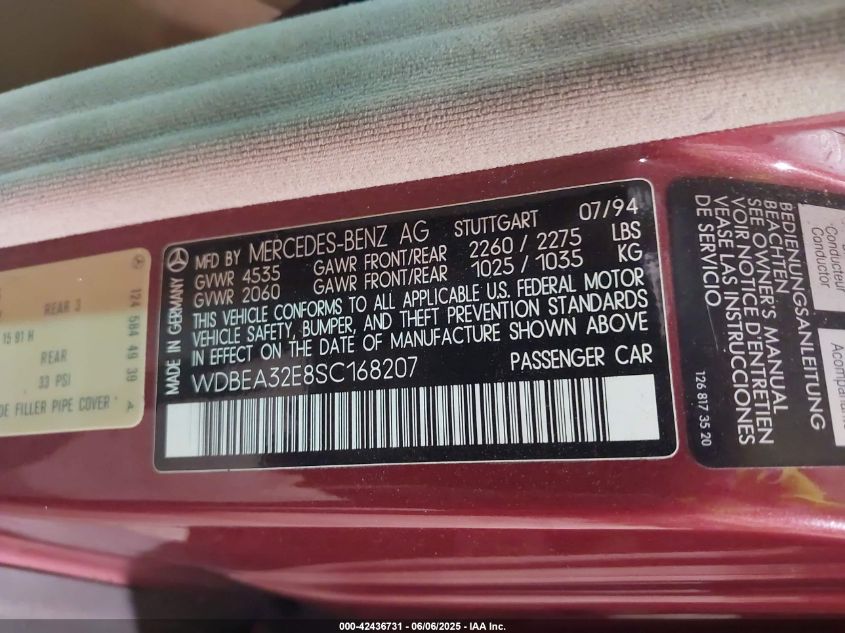 REAR 3
15 91 H
REAR
33 PSI
DE FILLER PIPE COVER
124 584 49 39 A
MADE IN GERMANY
MFD BY MERCEDES-BENZ AG STUTTGART 07/94
GVWR 4535 GAWR FRONT/REAR 2260 / 2275 LBS
GVWR 2060 GAWR FRONT/REAR 1025 / 1035 KG
THIS VEHICLE CONFORMS TO ALL APPLICABLE U.S. FEDERAL MOTOR
VEHICLE SAFETY, BUMPER, AND THEFT PREVENTION STANDARDS
IN EFFECT ON THE DATE OF MANUFACTURE SHOWN ABOVE
WDBEA32E8SC168207 PASSENGER CAR
BEDIENUNGSANLEITUNG
BEACHTEN
SEE OWNER'S MANUAL
VOIR NOTICE D'ENTRETIEN
VEASE LAS INSTRUCCIONES
DE SERVICIO
126 817 35 20
Conducteur
Conductor
000-42436731 - 06/06/2025 - IAA Inc.